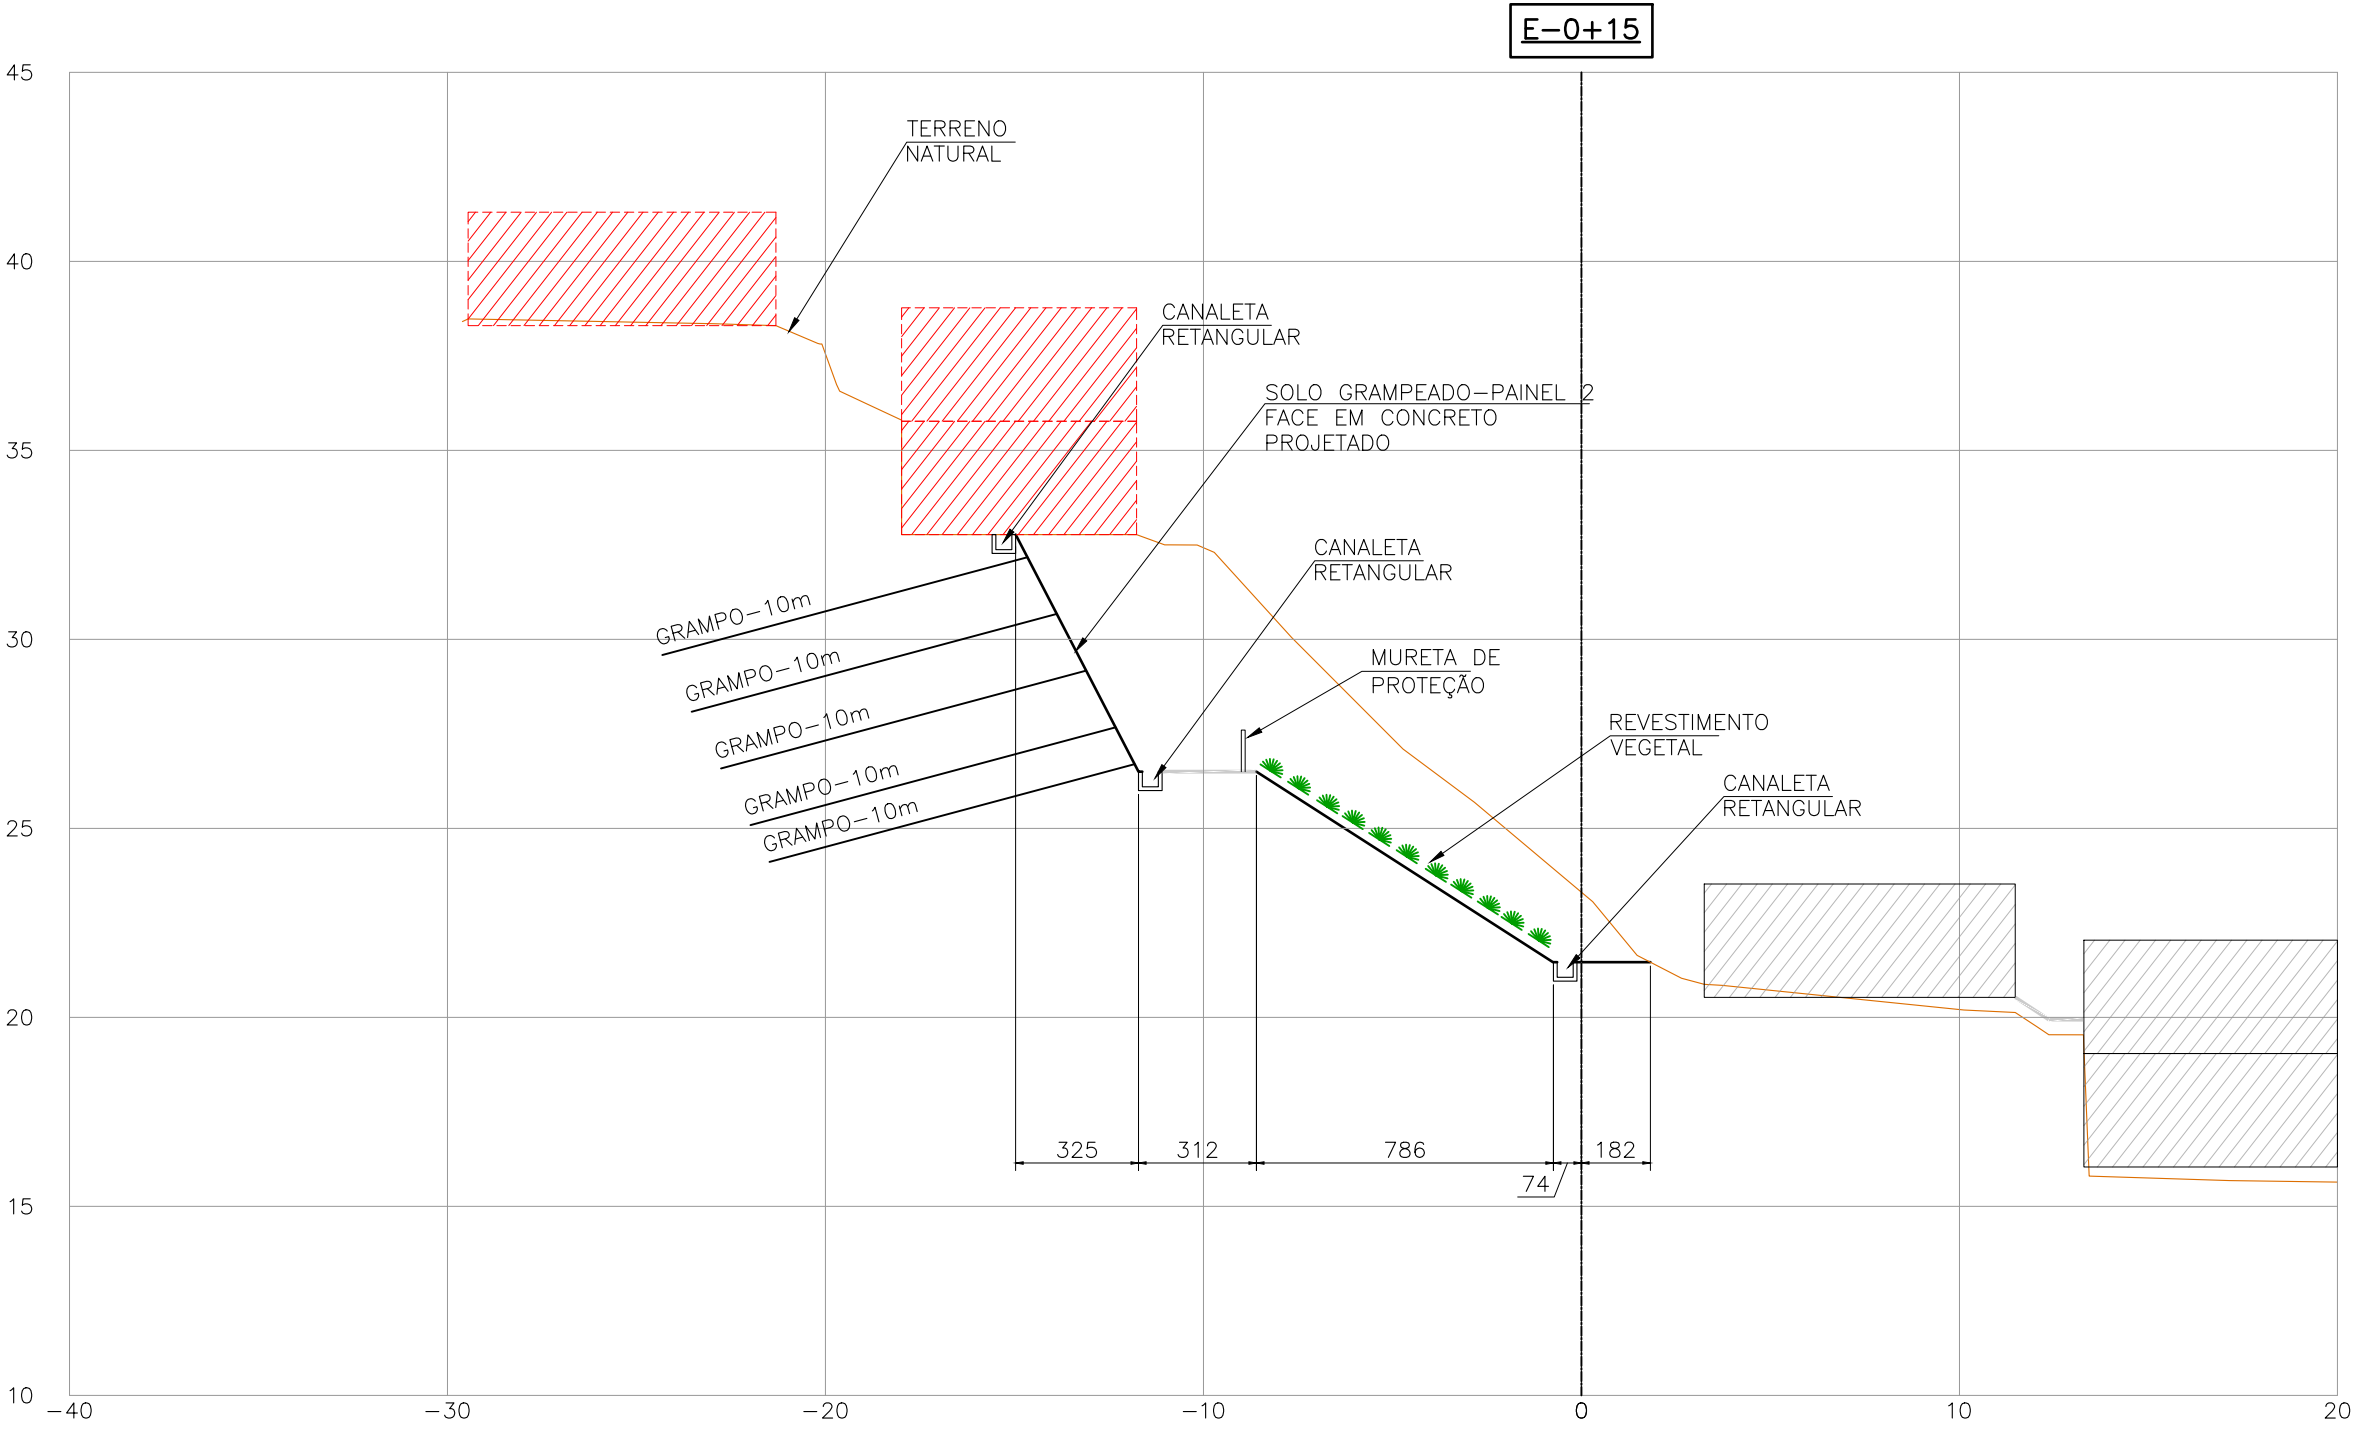 E-0+15
45
TERRENO
NATURAL
40
CANALETA
RETANGULAR
SOLO GRAMPEADO-PAINEL 2
FACE EM CONCRETO
PROJETADO
35
CANALETA
RETANGULAR
GRAMPO-10m
30
GRAMPO-10m
MURETA DE
PROTEÇÃO
GRAMPO-10m
REVESTIMENTO
VEGETAL
GRAMPO-10m
CANALETA
RETANGULAR
GRAMPO-10m
25
20
325
312
786
182
74
15
10
-40
-30
-20
-10
0
10
20